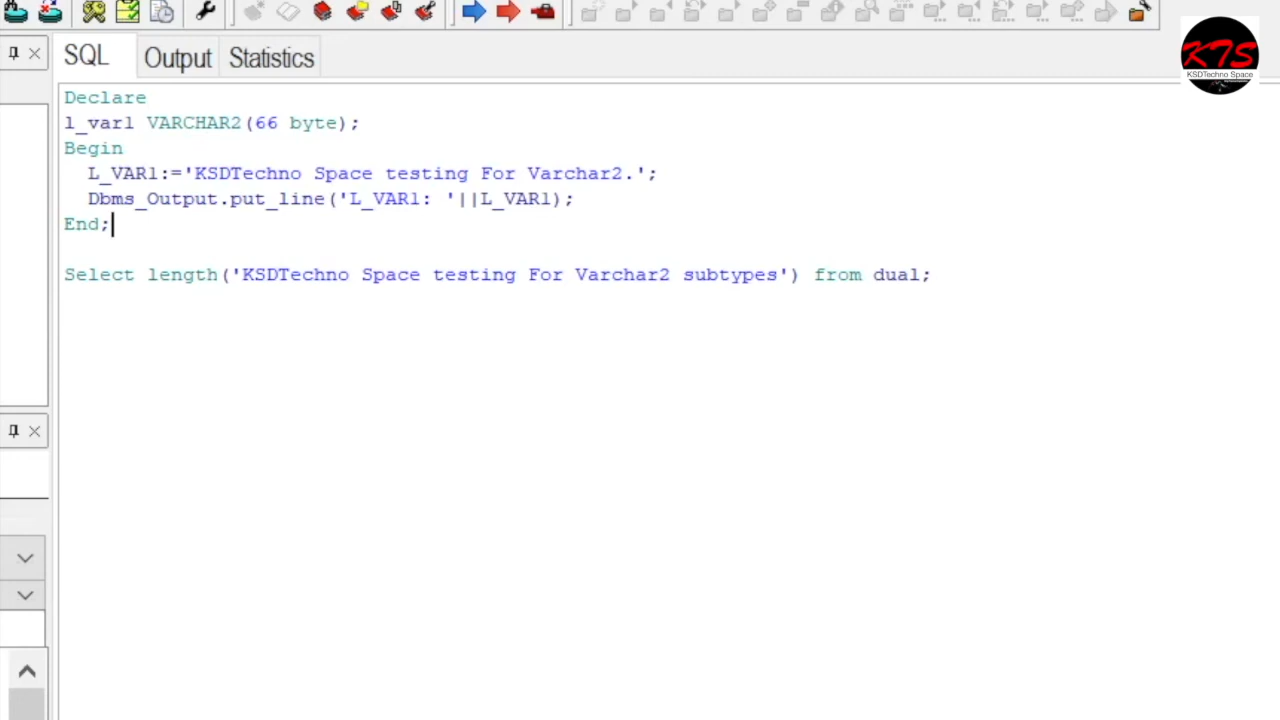 SQL Output Statistics
KTS
KSDTechno Space
Declare
l_var1 VARCHAR2(66 byte);
Begin
L_VAR1:='KSDTechno Space testing For Varchar2.';
Dbms_Output.put_line('L_VAR1: '||L_VAR1);
End;
Select length('KSDTechno Space testing For Varchar2 subtypes') from dual;